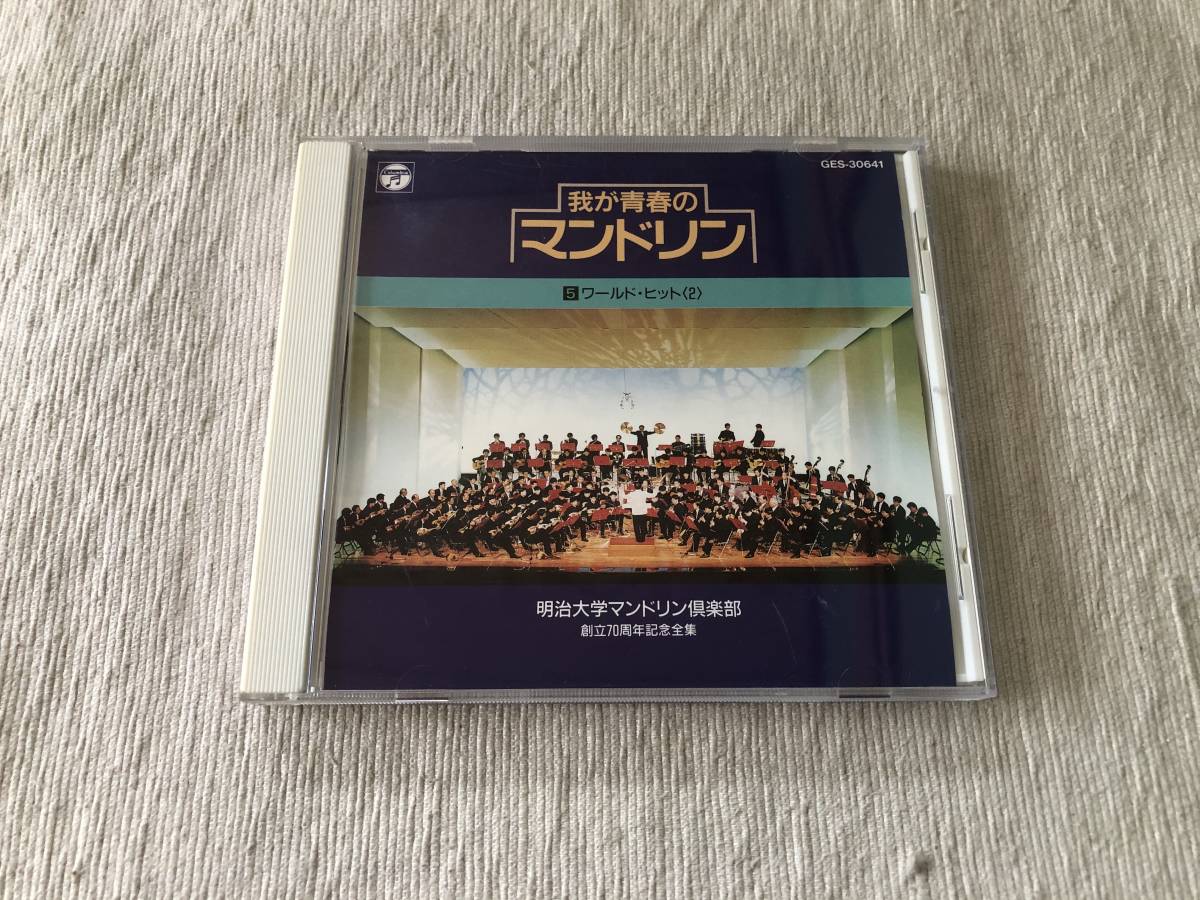 Columbia
GES-30641
我が青春の
マンドリン
5 ワールド・ヒット〈2〉
明治大学マンドリン倶楽部
創立70周年記念全集